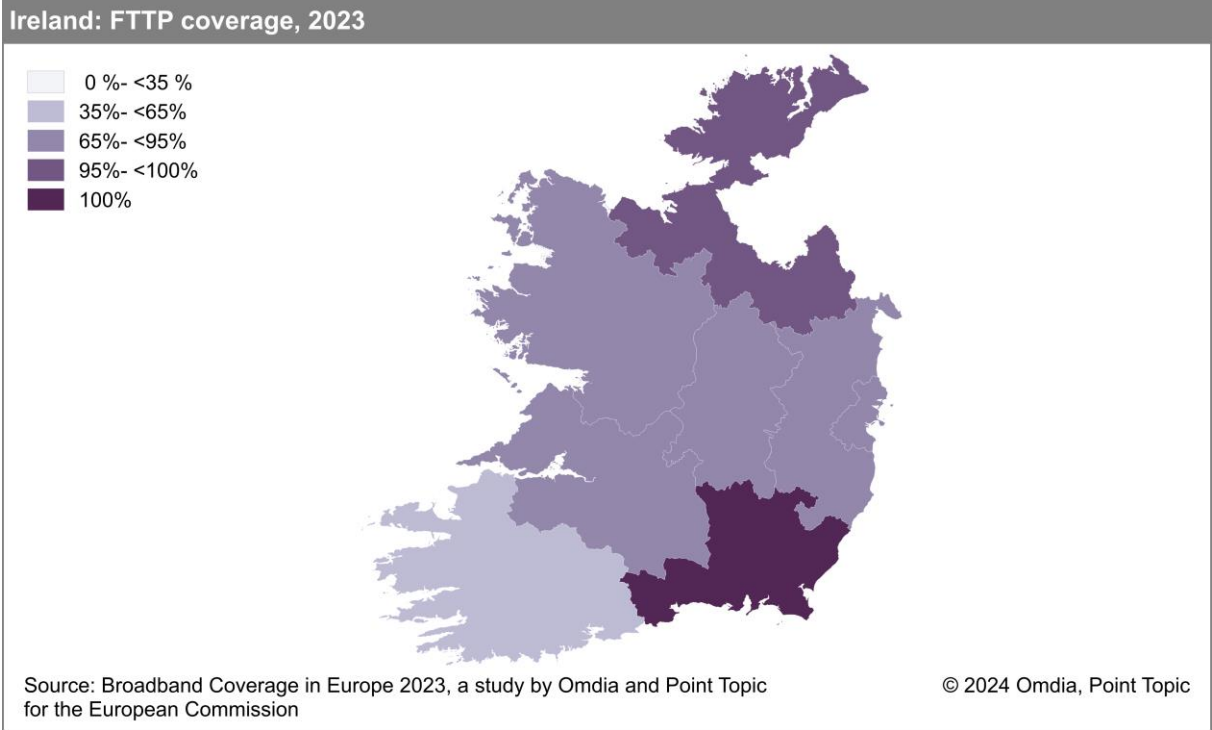 Ireland: FTTP coverage, 2023
0 %- <35 %
35%- <65%
65%- <95%
95%- <100%
100%
Source: Broadband Coverage in Europe 2023, a study by Omdia and Point Topic
for the European Commission
© 2024 Omdia, Point Topic